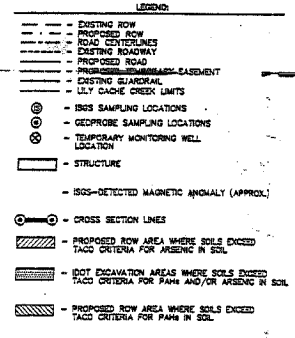 LEGEND:
- EXISTING ROW
- PROPOSED ROW
- ROAD CENTERLINES
- EXISTING ROADWAY
- PROPOSED ROAD
- PROPOSED TEMPORARY EASEMENT
- EXISTING GUARDRAIL
- LILY CACHE CREEK LIMITS
- ISGS SAMPLING LOCATIONS
- GEOPROBE SAMPLING LOCATIONS
- TEMPORARY MONITORING WELL
LOCATION
- STRUCTURE
- ISGS-DETECTED MAGNETIC ANOMALY (APPROX.)
- CROSS SECTION LINES
- PROPOSED ROW AREA WHERE SOILS EXCEED
TACO CRITERIA FOR ARSENIC IN SOIL
- IDOT EXCAVATION AREAS WHERE SOILS EXCEED
TACO CRITERIA FOR PAHs AND/OR ARSENIC IN SOIL
- PROPOSED ROW AREA WHERE SOILS EXCEED
TACO CRITERIA FOR PAHs IN SOIL